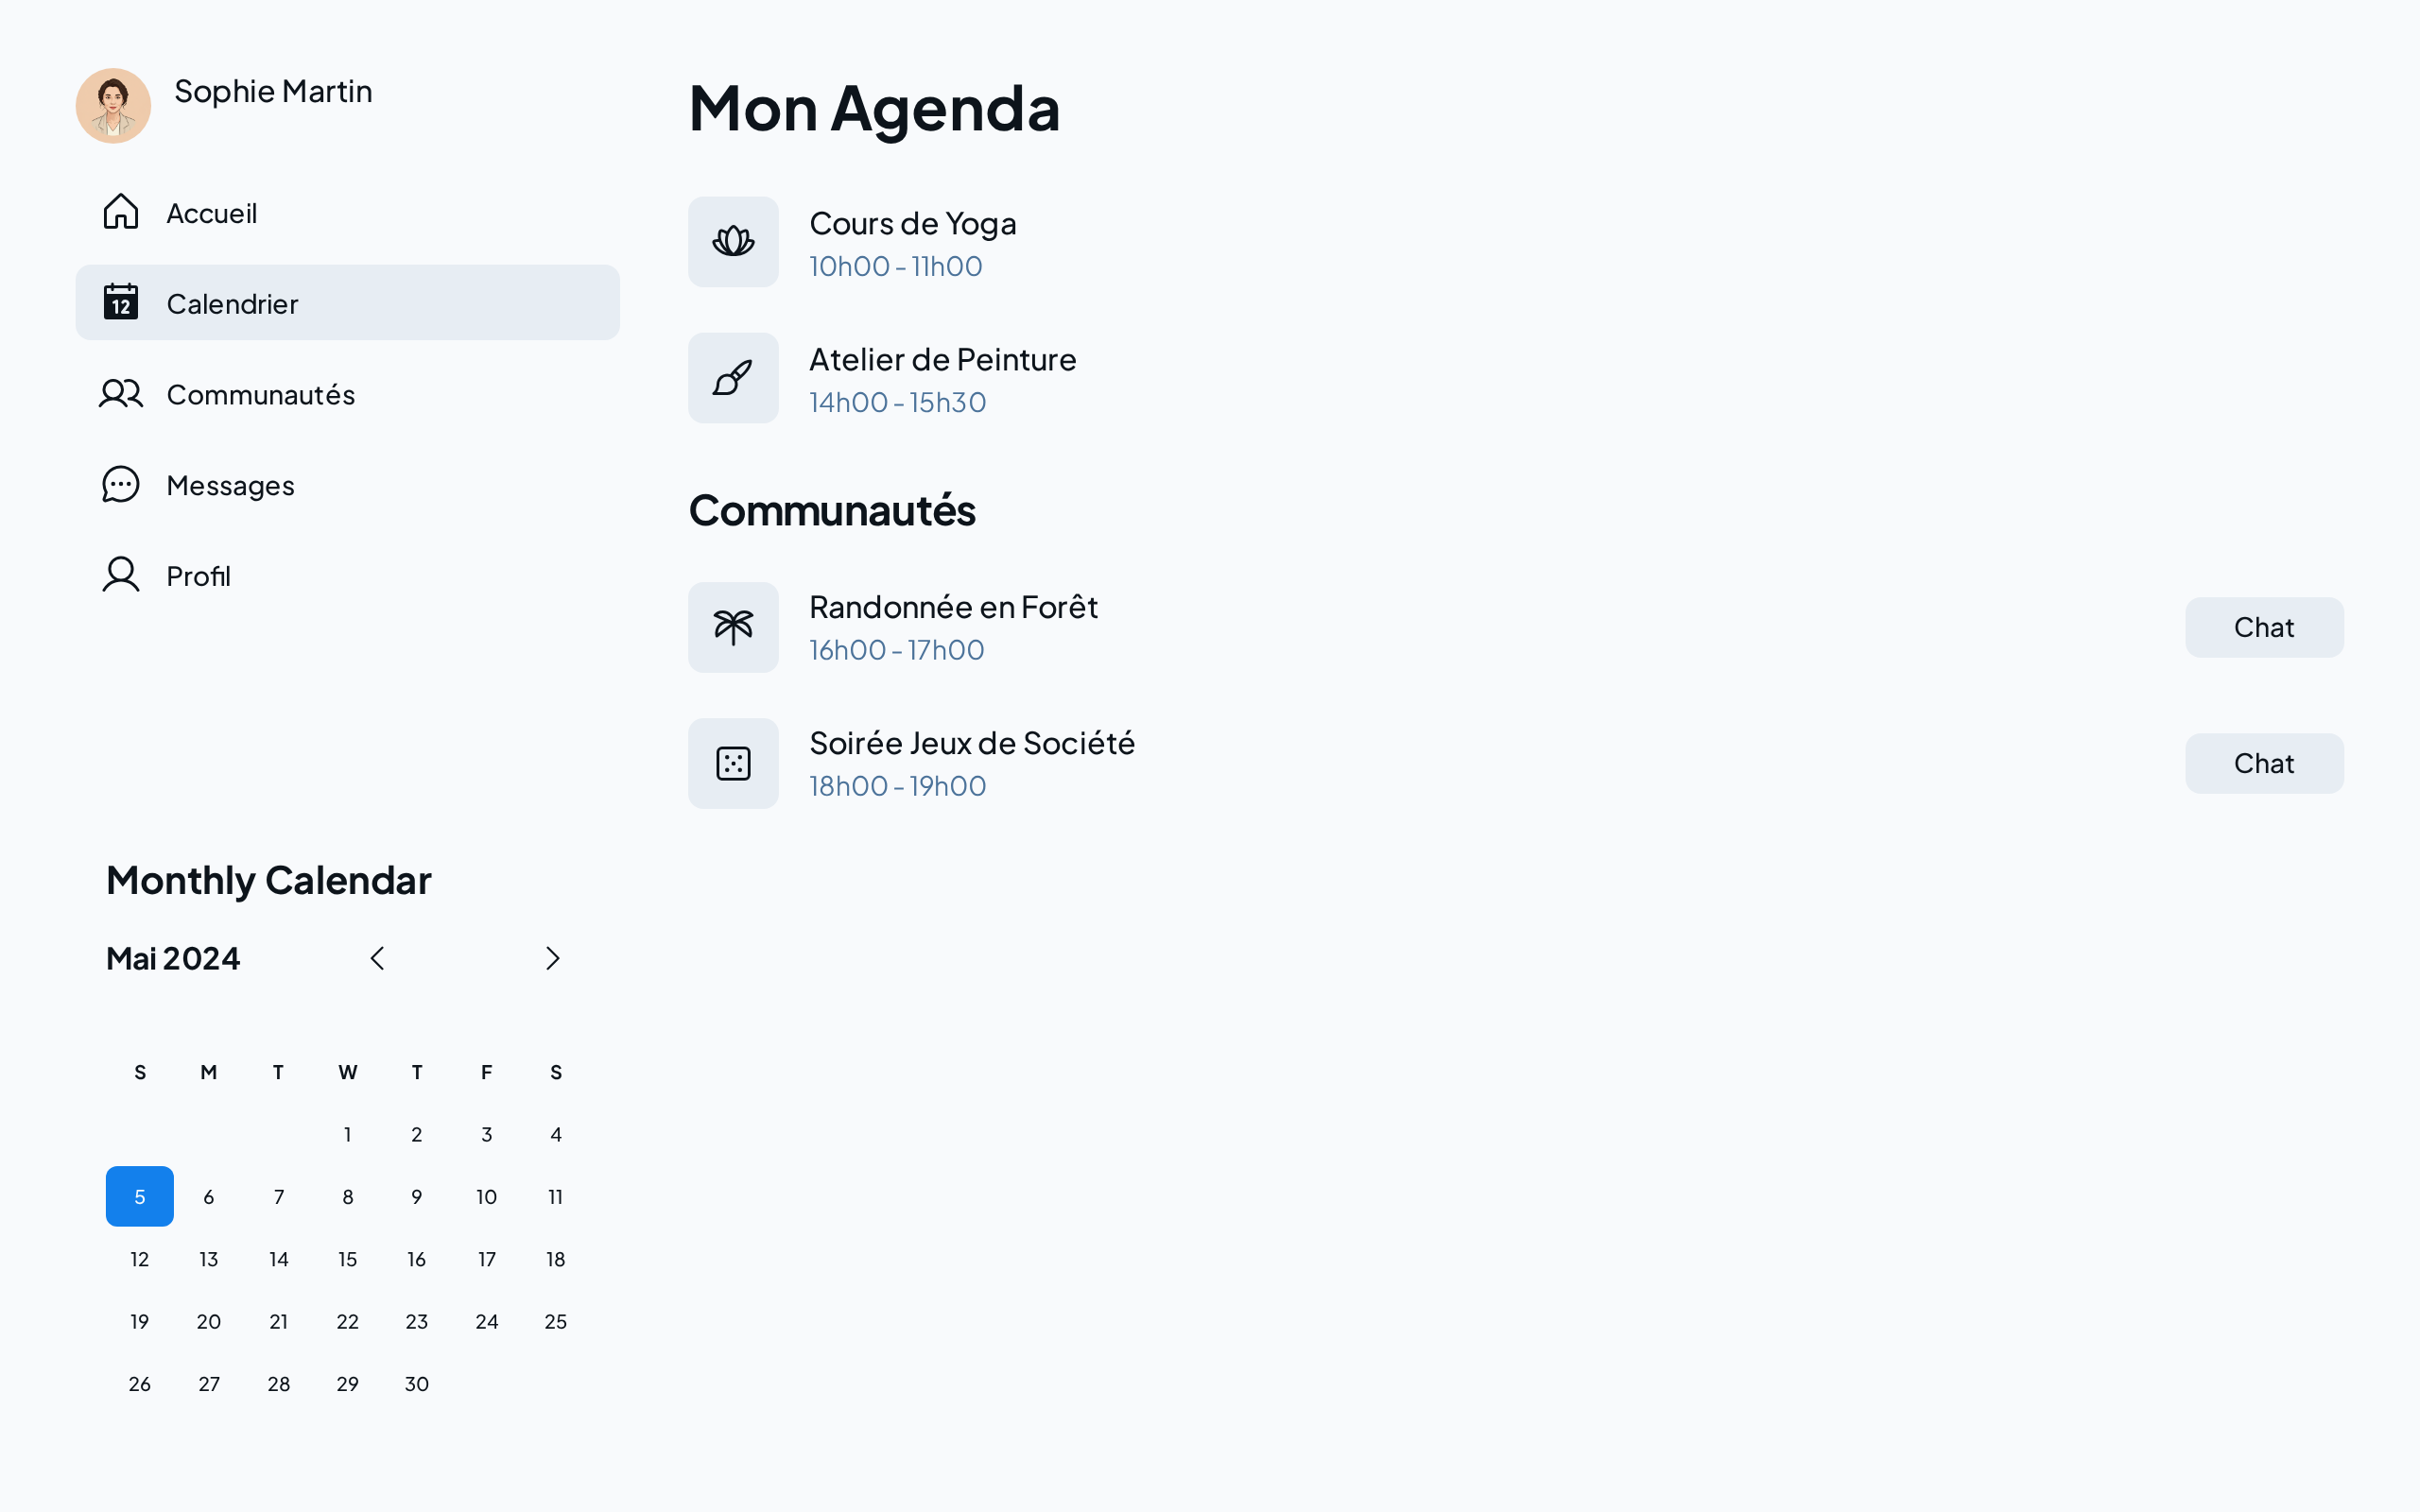 Sophie Martin
Accueil
12
Calendrier
Communautés
Messages
Profil
Monthly Calendar
Mai 2024
S M T W T F S
1 2 3 4
5 6 7 8 9 10 11
12 13 14 15 16 17 18
19 20 21 22 23 24 25
26 27 28 29 30
Mon Agenda
Cours de Yoga
10h00 - 11h00
Atelier de Peinture
14h00 - 15h30
Communautés
Randonnée en Forêt
16h00 - 17h00
Chat
Soirée Jeux de Société
18h00 - 19h00
Chat